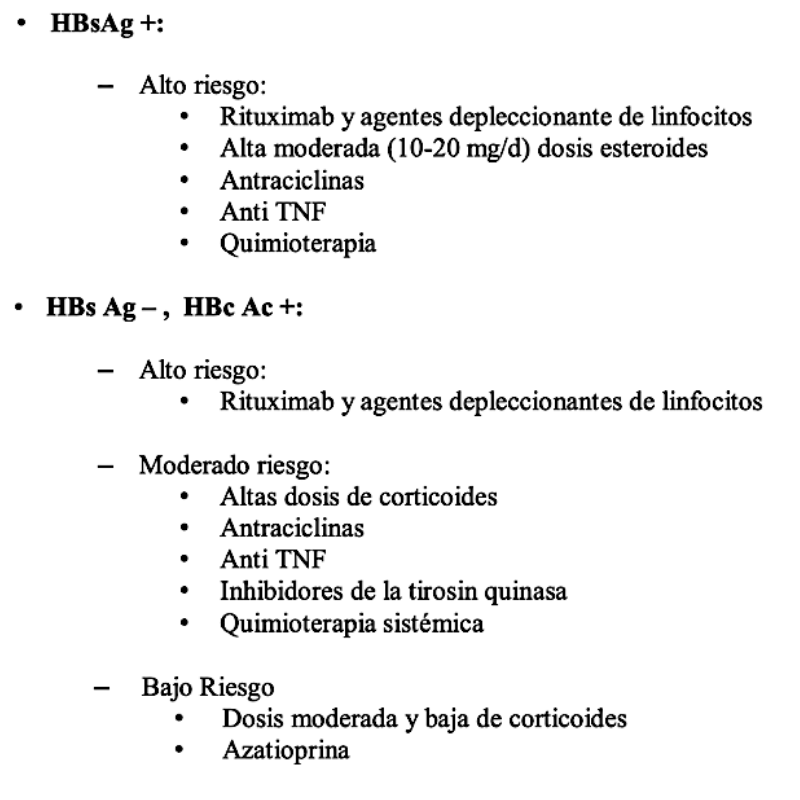 • HBsAg +:
– Alto riesgo:
• Rituximab y agentes depleccionante de linfocitos
• Alta moderada (10-20 mg/d) dosis esteroides
• Antraciclinas
• Anti TNF
• Quimioterapia
• HBs Ag – , HBc Ac +:
– Alto riesgo:
• Rituximab y agentes depleccionantes de linfocitos
– Moderado riesgo:
• Altas dosis de corticoides
• Antraciclinas
• Anti TNF
• Inhibidores de la tirosin quinasa
• Quimioterapia sistémica
– Bajo Riesgo
• Dosis moderada y baja de corticoides
• Azatioprina